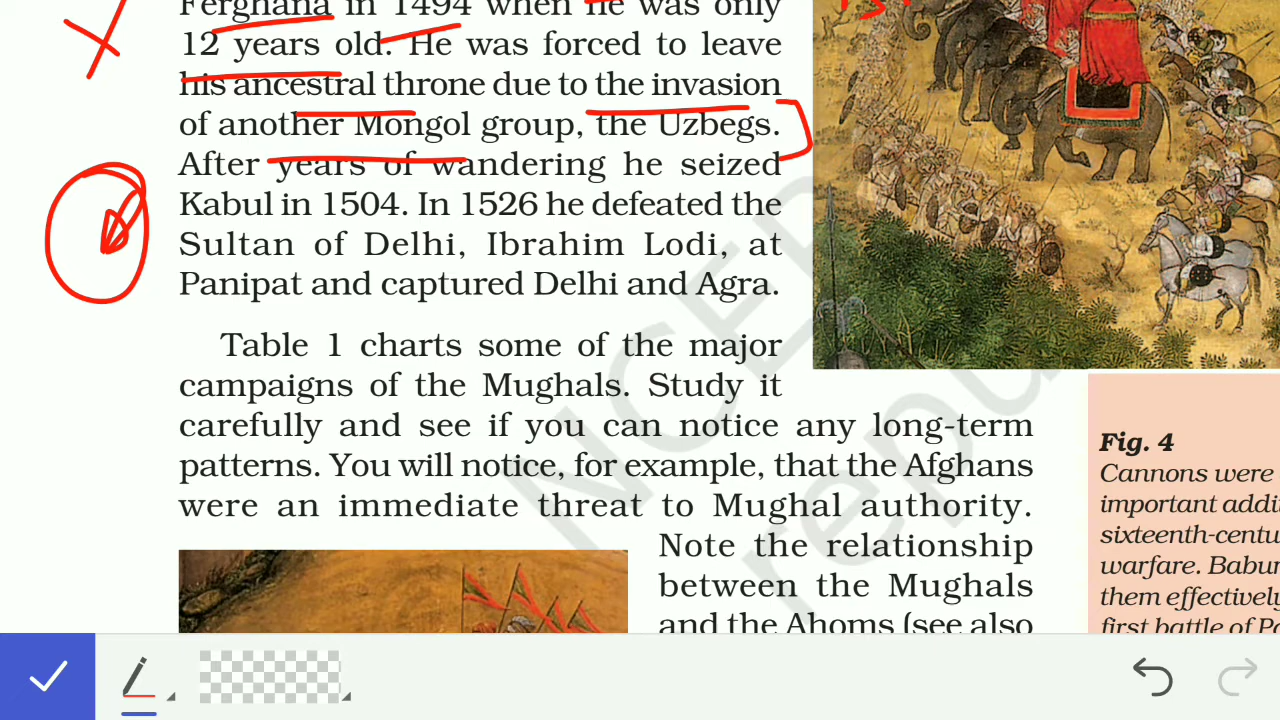 Ferghana in 1494 when he was only
12 years old. He was forced to leave
his ancestral throne due to the invasion
of another Mongol group, the Uzbegs.
After years of wandering he seized
Kabul in 1504. In 1526 he defeated the
Sultan of Delhi, Ibrahim Lodi, at
Panipat and captured Delhi and Agra.
Table 1 charts some of the major
campaigns of the Mughals. Study it
carefully and see if you can notice any long-term
patterns. You will notice, for example, that the Afghans
were an immediate threat to Mughal authority.
Note the relationship
between the Mughals
and the Ahoms (see also
Fig. 4
Cannons were
important addi
sixteenth-centu
warfare. Babur
them effectively
first battle of Pa
NCER
repu